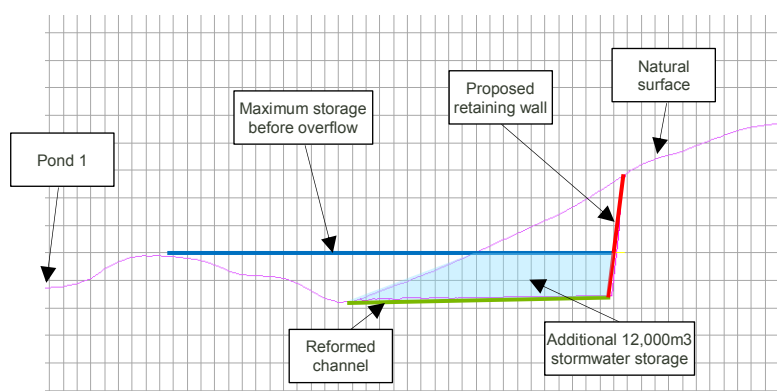 Natural
surface
Proposed
retaining wall
Maximum storage
before overflow
Pond 1
Reformed
channel
Additional 12,000m3
stormwater storage